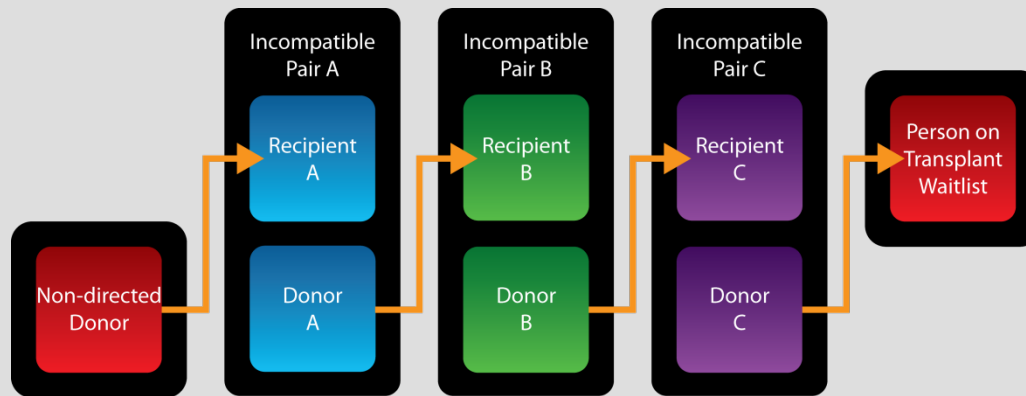 Incompatible
Pair A
Recipient
A
Donor
A
Incompatible
Pair B
Recipient
B
Donor
B
Incompatible
Pair C
Recipient
C
Donor
C
Non-directed
Donor
Person on
Transplant
Waitlist